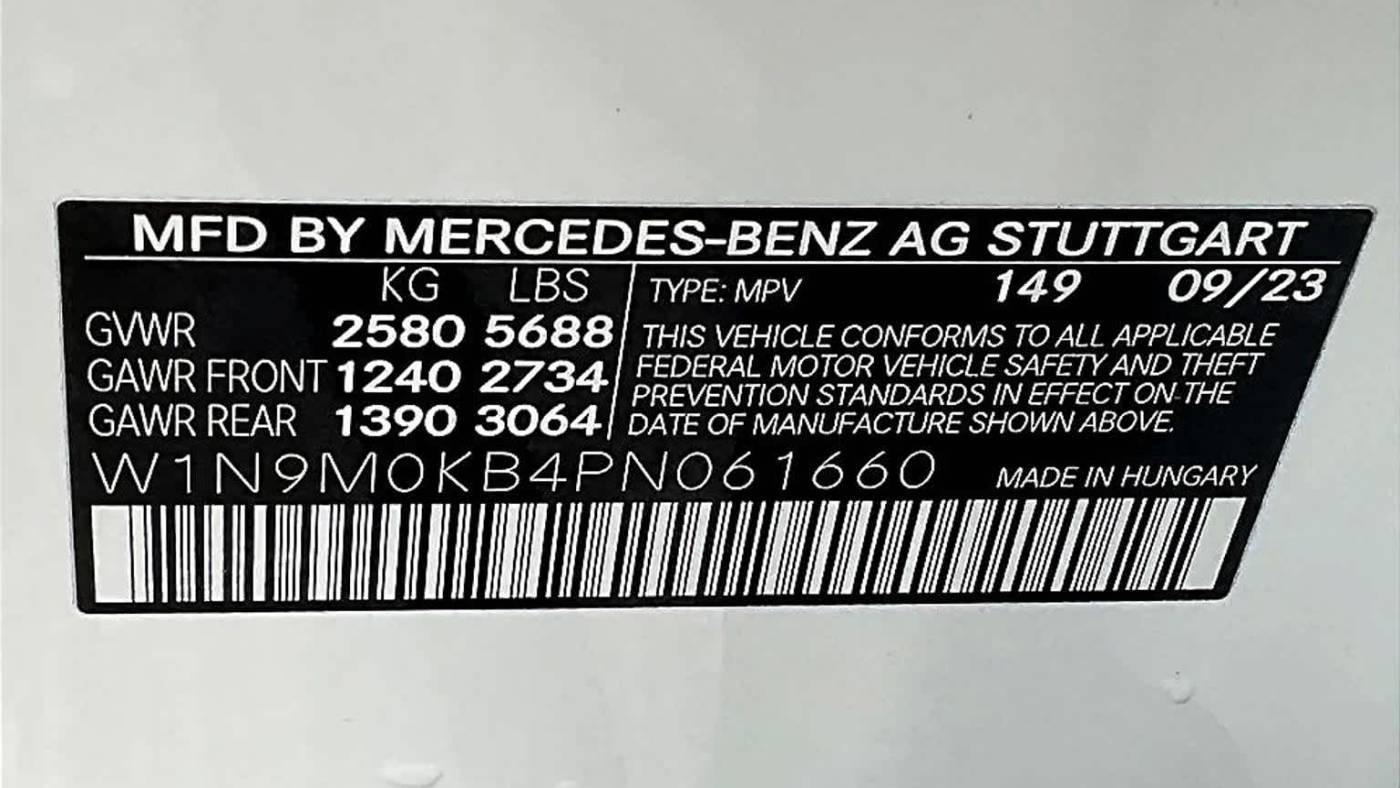 MFD BY MERCEDES-BENZ AG STUTTGART
KG LBS
GVWR 2580 5688
GAWR FRONT 1240 2734
GAWR REAR 1390 3064
TYPE: MPV 149 09/23
THIS VEHICLE CONFORMS TO ALL APPLICABLE
FEDERAL MOTOR VEHICLE SAFETY AND THEFT
PREVENTION STANDARDS IN EFFECT ON THE
DATE OF MANUFACTURE SHOWN ABOVE.
W1N9M0KB4PN061660
MADE IN HUNGARY